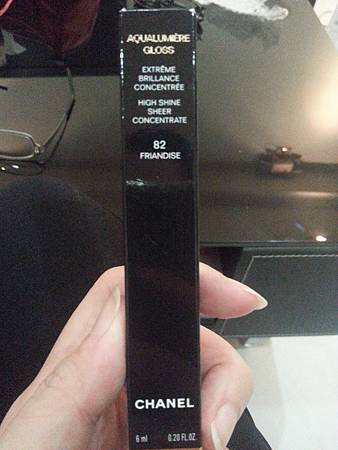 AQUALUMIÈRE
GLOSS
EXTRÊME
BRILLANCE
CONCENTRÉE
HIGH SHINE
SHEER
CONCENTRATE
82
FRIANDISE
CHANEL
6 ml 0.20 FL.OZ.